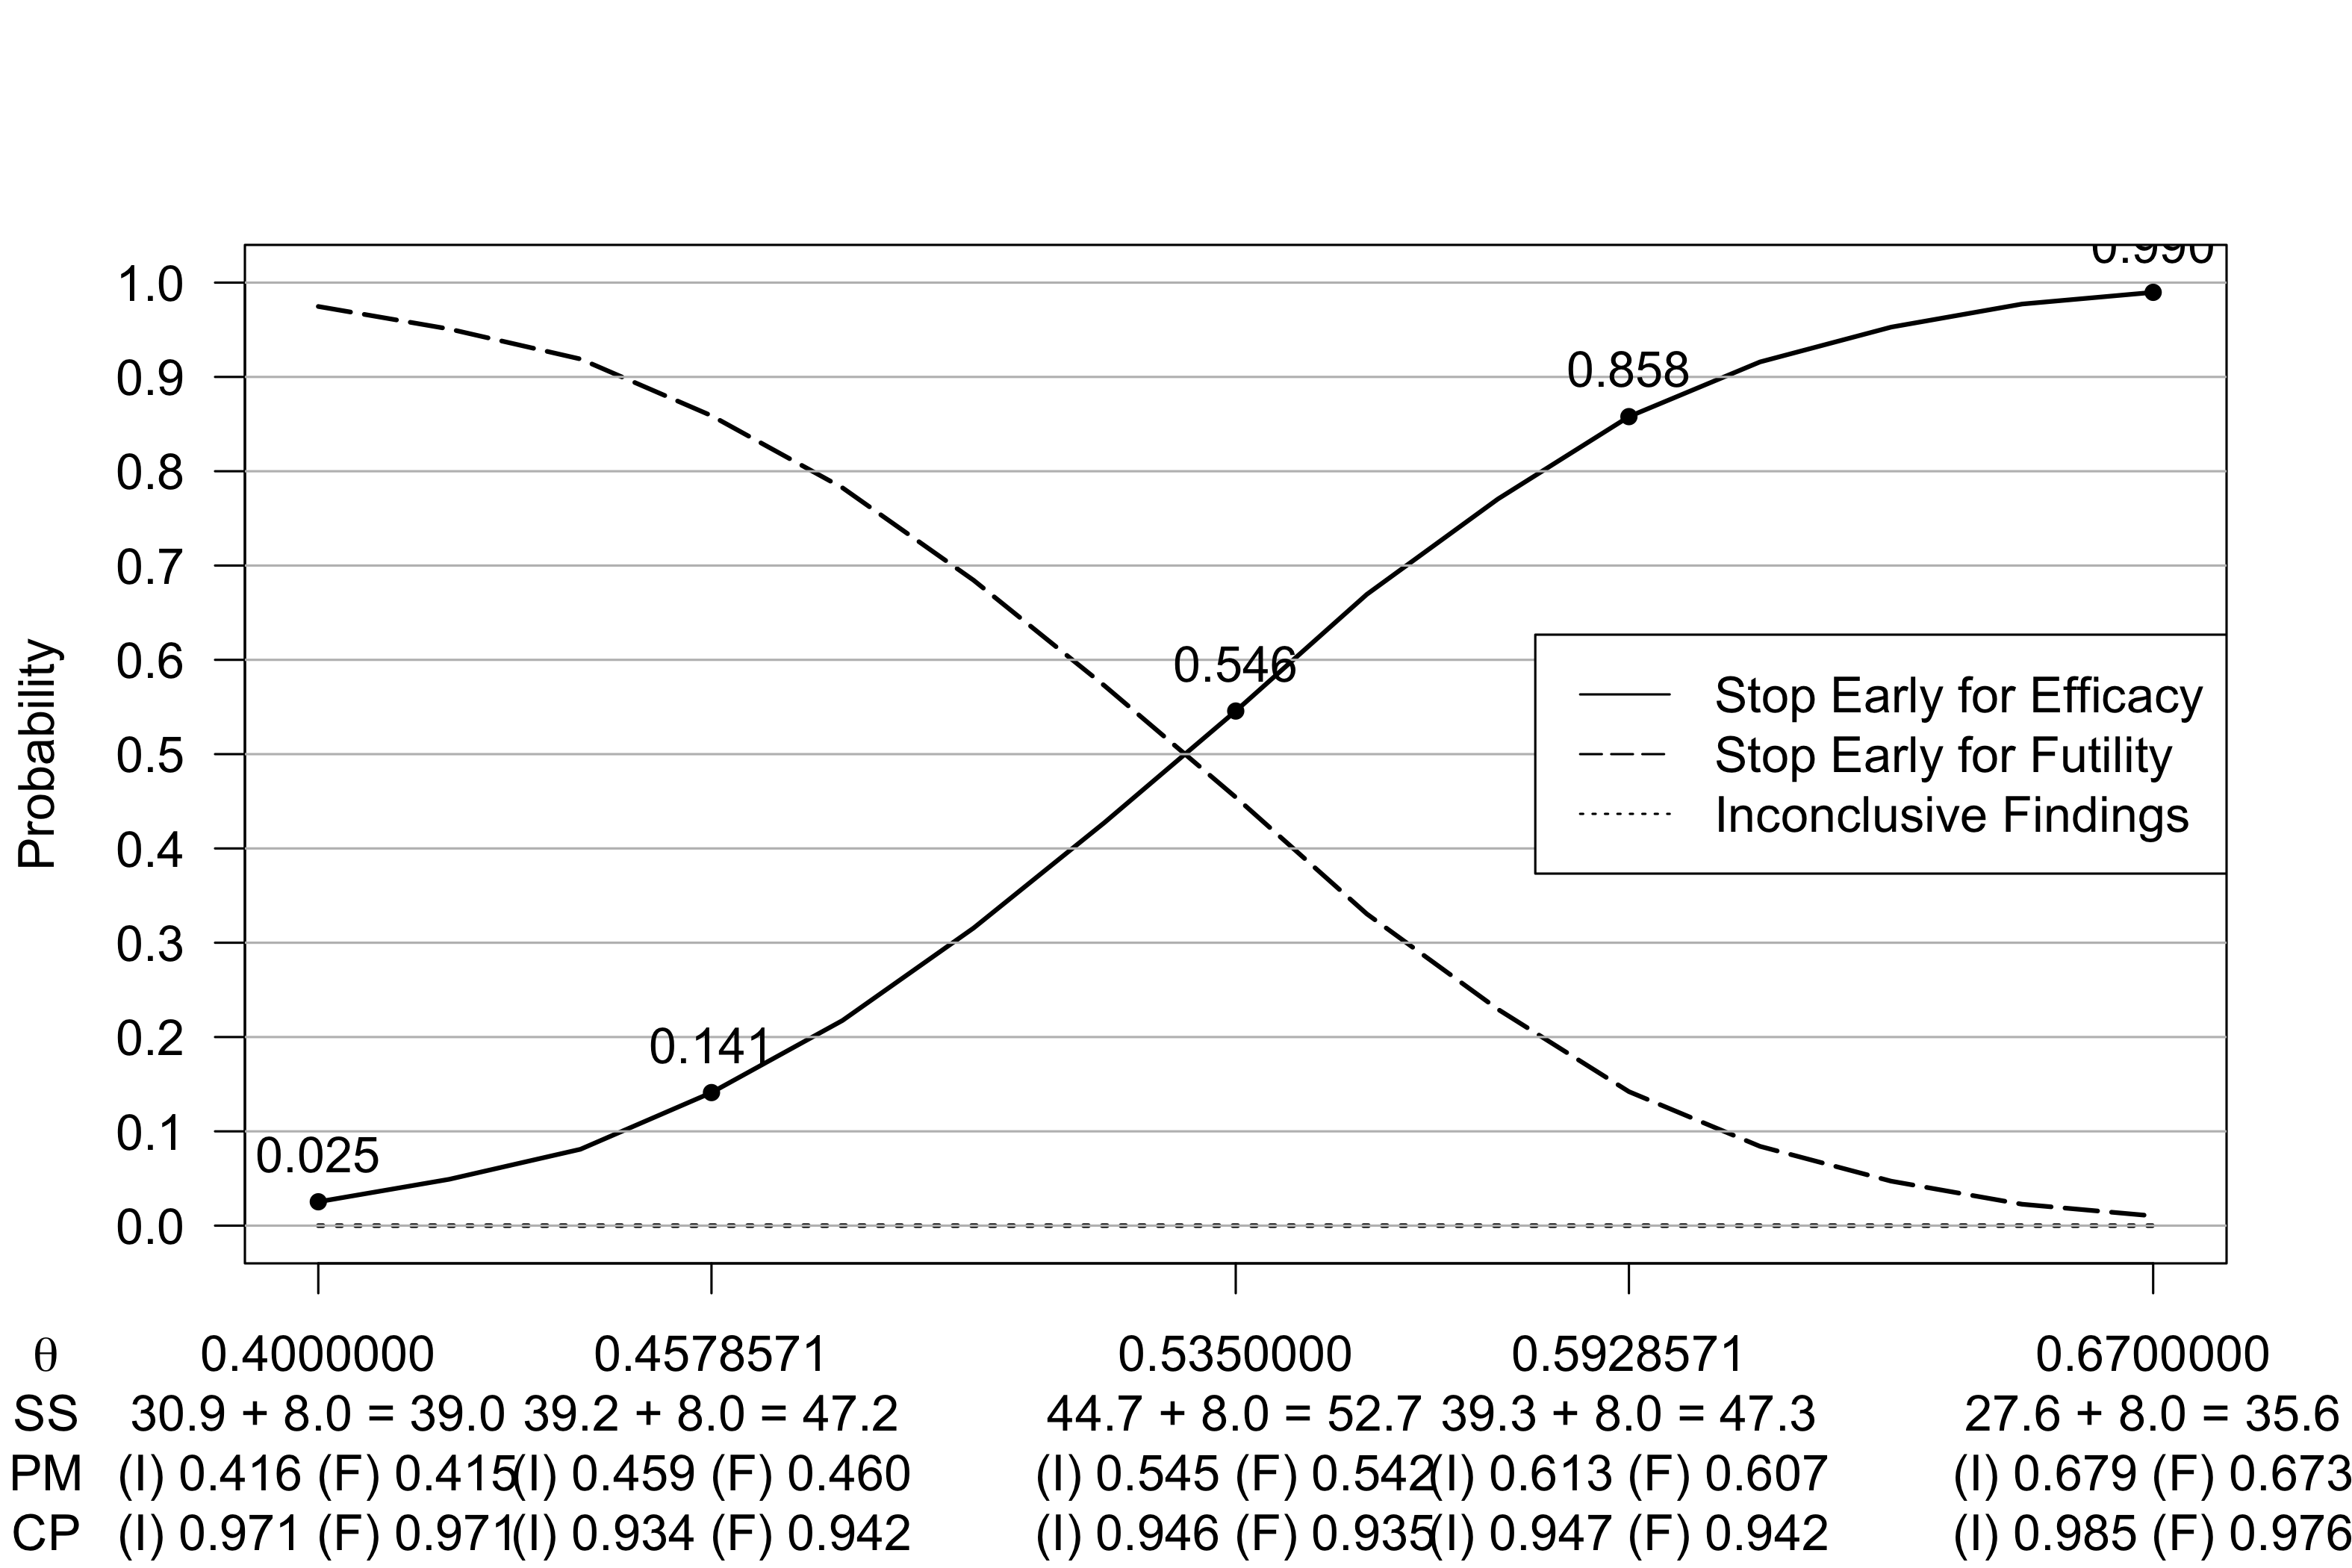 0.990
1.0
0.9
0.8
0.7
0.6
0.5
0.4
0.3
0.2
0.1
0.0
Probability
0.858
0.546
0.141
0.025
Stop Early for Efficacy
Stop Early for Futility
Inconclusive Findings
θ 0.4000000 0.4578571 0.5350000 0.5928571 0.6700000
SS 30.9 + 8.0 = 39.0 39.2 + 8.0 = 47.2 44.7 + 8.0 = 52.7 39.3 + 8.0 = 47.3 27.6 + 8.0 = 35.6
PM (I) 0.416 (F) 0.415 (I) 0.459 (F) 0.460 (I) 0.545 (F) 0.542 (I) 0.613 (F) 0.607 (I) 0.679 (F) 0.673
CP (I) 0.971 (F) 0.971 (I) 0.934 (F) 0.942 (I) 0.946 (F) 0.935 (I) 0.947 (F) 0.942 (I) 0.985 (F) 0.976